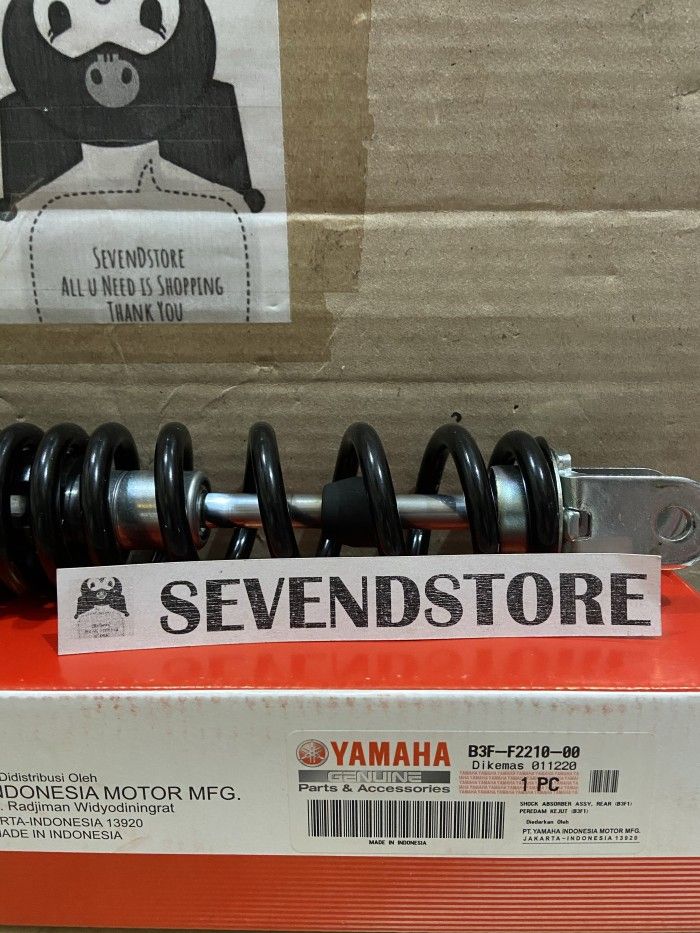 SEVENDSTORE
ALL U NEED IS SHOPPING
THANK YOU
SEVENDSTORE
Didistribusi Oleh
INDONESIA MOTOR MFG.
. Radjiman Widyodiningrat
RTA-INDONESIA 13920
MADE IN INDONESIA
YAMAHA
GENUINE
Parts & Accessories
MADE IN INDONESIA
B3F-F2210-00
Dikemas 011220
1 PC
SHOCK ABSORBER ASSY, REAR (B3F1)
PEREDAM KEJUT (B3F1)
Diedarkan Oleh
PT. YAMAHA INDONESIA MOTOR MFG.
JAKARTA-INDONESIA 13920